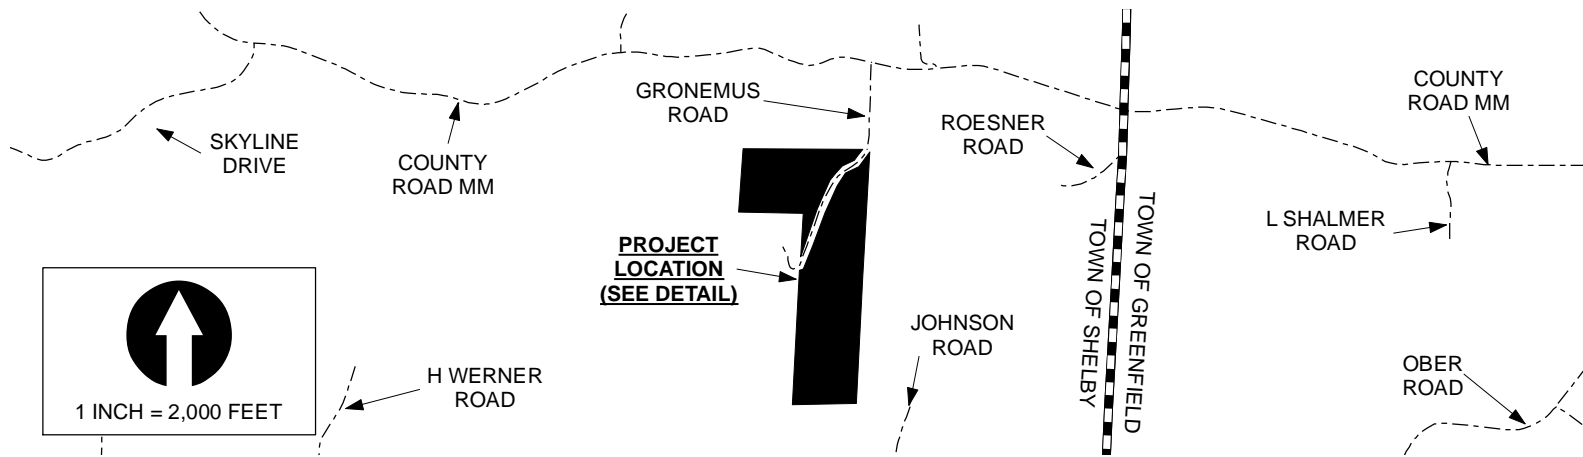 GRONEMUS
ROAD
COUNTY
ROAD MM
SKYLINE
DRIVE
COUNTY
ROAD MM
ROESNER
ROAD
L SHALMER
ROAD
PROJECT
LOCATION
(SEE DETAIL)
TOWN OF GREENFIELD
TOWN OF SHELBY
JOHNSON
ROAD
H WERNER
ROAD
OBER
ROAD
1 INCH = 2,000 FEET